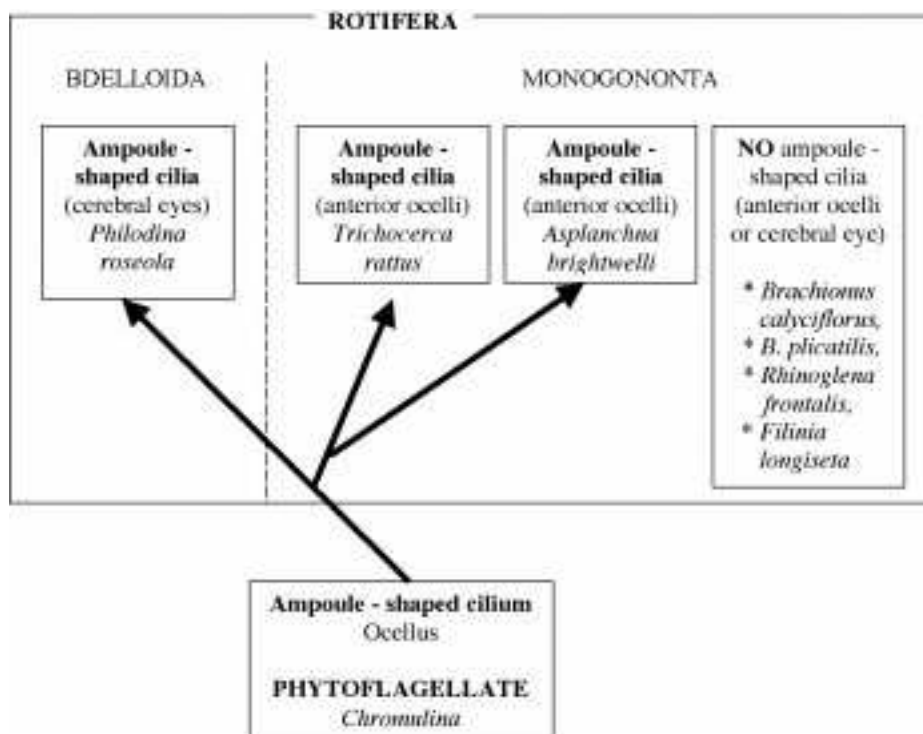 ROTIFERA
BDELLOIDA
MONOGONONTA
Ampoule -
shaped cilia
(cerebral eyes)
Philodina
roseola
Ampoule -
shaped cilia
(anterior ocelli)
Trichocerca
rattus
Ampoule -
shaped cilia
(anterior ocelli)
Asplanchna
brightwelli
NO ampoule -
shaped cilia
(anterior ocelli
or cerebral eye)
* Brachionus
calyciflorus,
* B. plicatilis,
* Rhinoglena
frontalis,
* Filinia
longiseta
Ampoule - shaped cilium
Ocellus
PHYTOFLAGELLATE
Chromulina